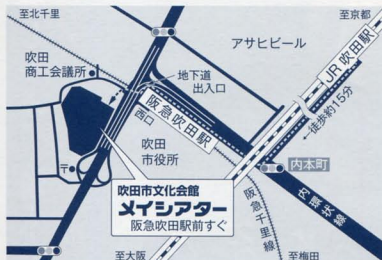 至北千里
至京都
アサヒビール
JR吹田駅
吹田
商工会議所
地下道
出入口
阪急吹田駅
西口
徒歩約15分
吹田
市役所
内本町
吹田市文化会館
メイシアター
阪急吹田駅前すぐ
阪急千里線
内環状線
至大阪
至梅田